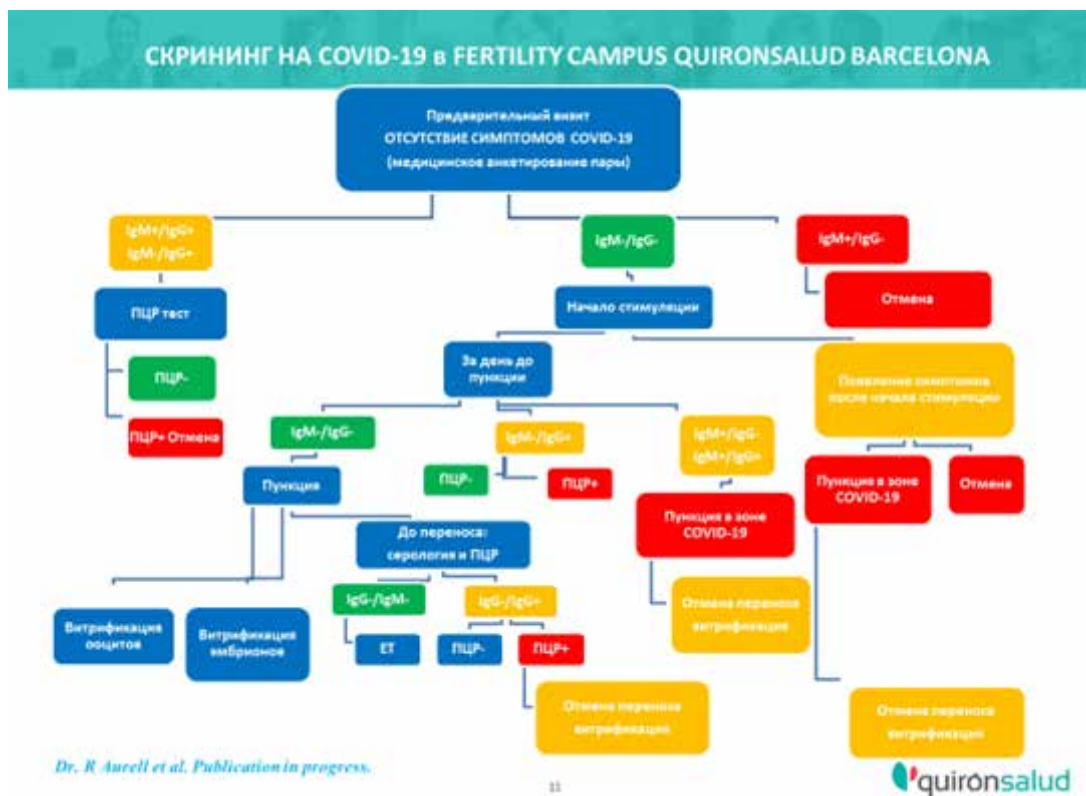 СКРИНИНГ НА COVID-19 в FERTILITY CAMPUS QUIRONSALUD BARCELONA
Предварительный визит
ОТСУТСТВИЕ СИМПТОМОВ COVID-19
(медицинское анкетирование пары)
IgM+/IgG+
IgM-/IgG+
IgM-/IgG-
IgM+/IgG-
ПЦР тест
Начало стимуляции
Отмена
ПЦР-
ПЦР+ Отмена
За день до
пункции
Появление симптомов
после начала стимуляции
IgM-/IgG-
IgM-/IgG+
IgM+/IgG-
IgM+/IgG+
Пункция
ПЦР-
ПЦР+
Пункция в зоне
COVID-19
Пункция в зоне
COVID-19
Отмена
До переноса:
серология и ПЦР
Витрификация
ооцитов
Витрификация
эмбрионов
IgG-/IgM-
IgG-/IgG+
ET
ПЦР-
ПЦР+
Отмена переноса
витрификация
Отмена переноса
витрификация
Отмена переноса
витрификация
Dr. R Aurell et al. Publication in progress.
11
quirónsalud